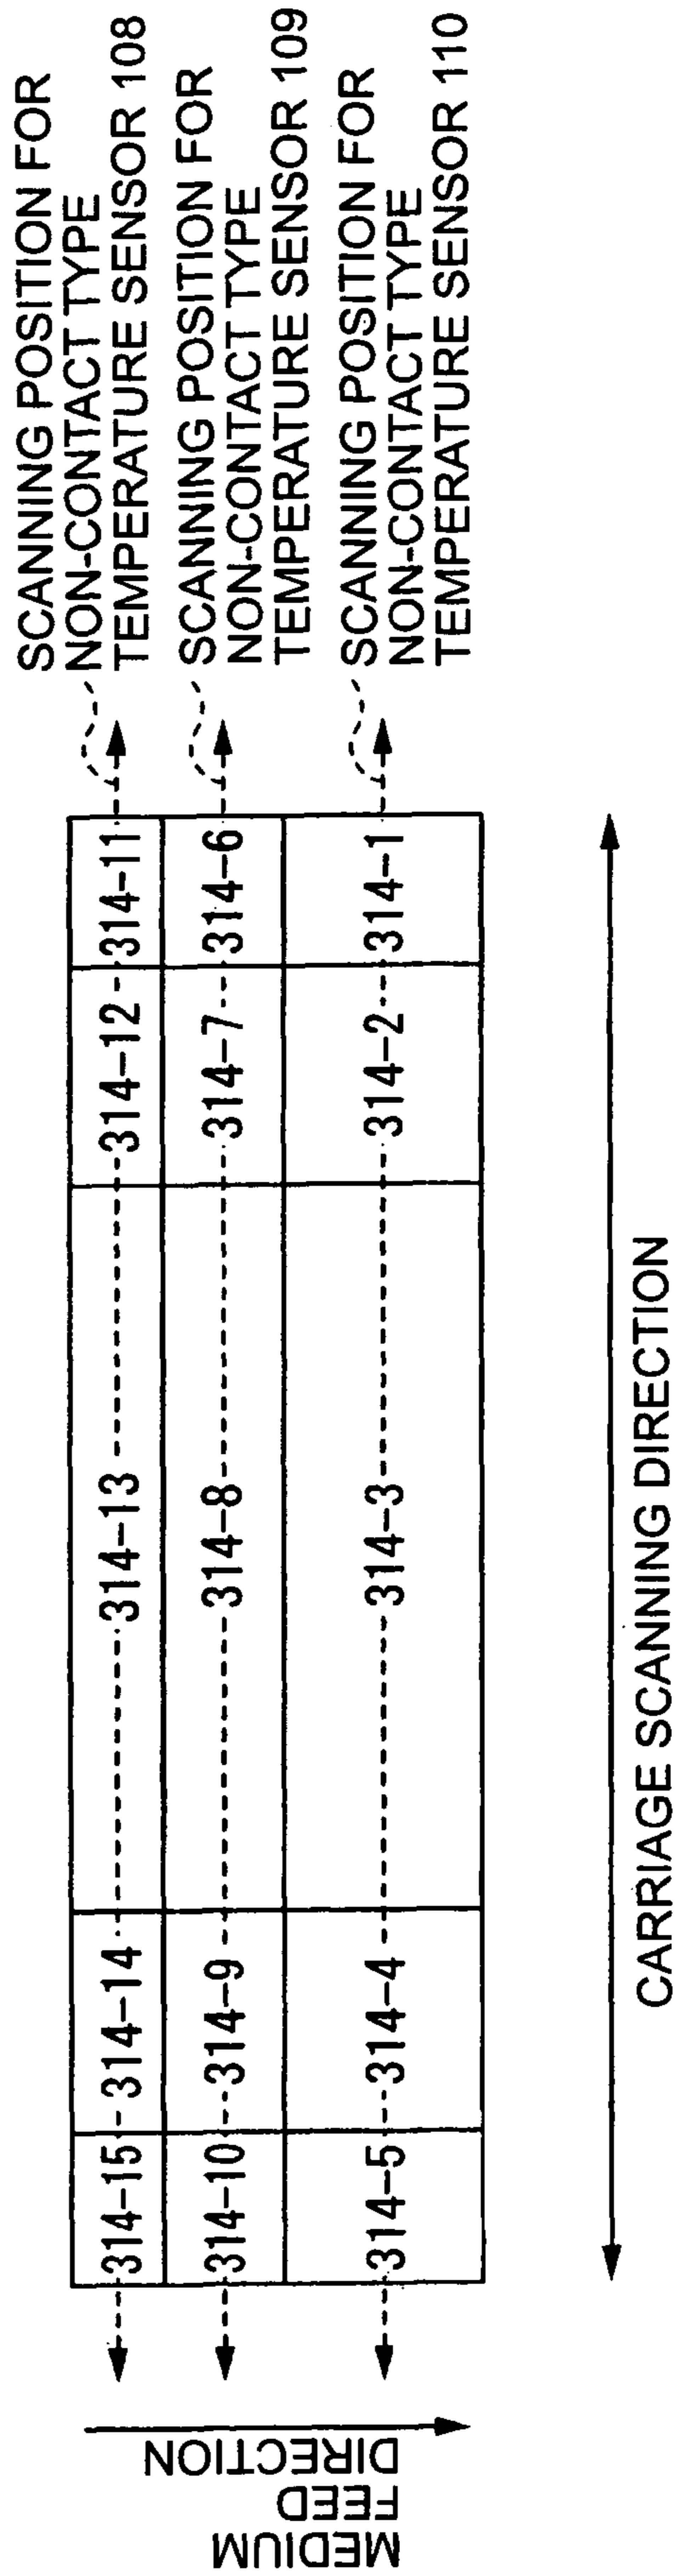 SCANNING POSITION FOR
NON-CONTACT TYPE
TEMPERATURE SENSOR 108
SCANNING POSITION FOR
NON-CONTACT TYPE
TEMPERATURE SENSOR 109
SCANNING POSITION FOR
NON-CONTACT TYPE
TEMPERATURE SENSOR 110
314-15 314-14 314-13 314-12 314-11
314-10 314-9 314-8 314-7 314-6
314-5 314-4 314-3 314-2 314-1
MEDIUM
FEED
DIRECTION
CARRIAGE SCANNING DIRECTION